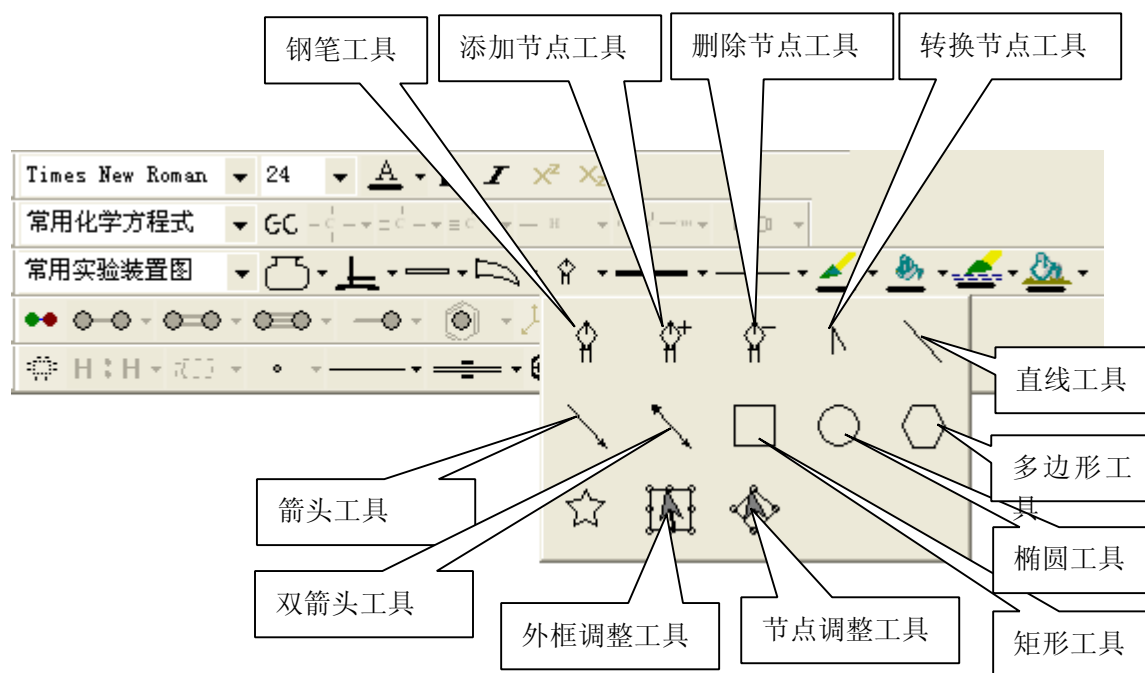 钢笔工具
添加节点工具
删除节点工具
转换节点工具
Times New Roman
24
A
I
常用化学方程式
常用实验装置图
H:H
直线工具
多边形工
具
箭头工具
椭圆工具
双箭头工具
外框调整工具
节点调整工具
矩形工具